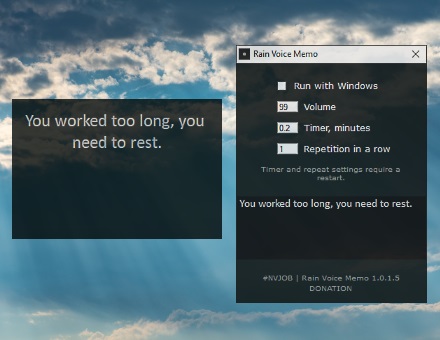 You worked too long, you
need to rest.
Rain Voice Memo
Run with Windows
99 Volume
0.2 Timer, minutes
1 Repetition in a row
Timer and repeat settings require a
restart.
You worked too long, you need to rest.
#NVJOB | Rain Voice Memo 1.0.1.5
DONATION